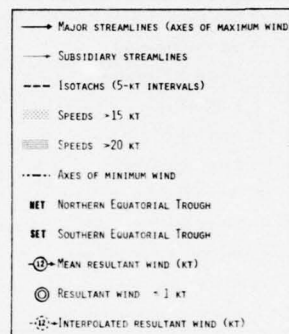 MAJOR STREAMLINES (AXES OF MAXIMUM WIND
SUBSIDIARY STREAMLINES
ISOTACHS (5-KT INTERVALS)
SPEEDS >15 KT
SPEEDS >20 KT
AXES OF MINIMUM WIND
NET NORTHERN EQUATORIAL TROUGH
SET SOUTHERN EQUATORIAL TROUGH
12 MEAN RESULTANT WIND (KT)
RESULTANT WIND 1 KT
12 INTERPOLATED RESULTANT WIND (KT)